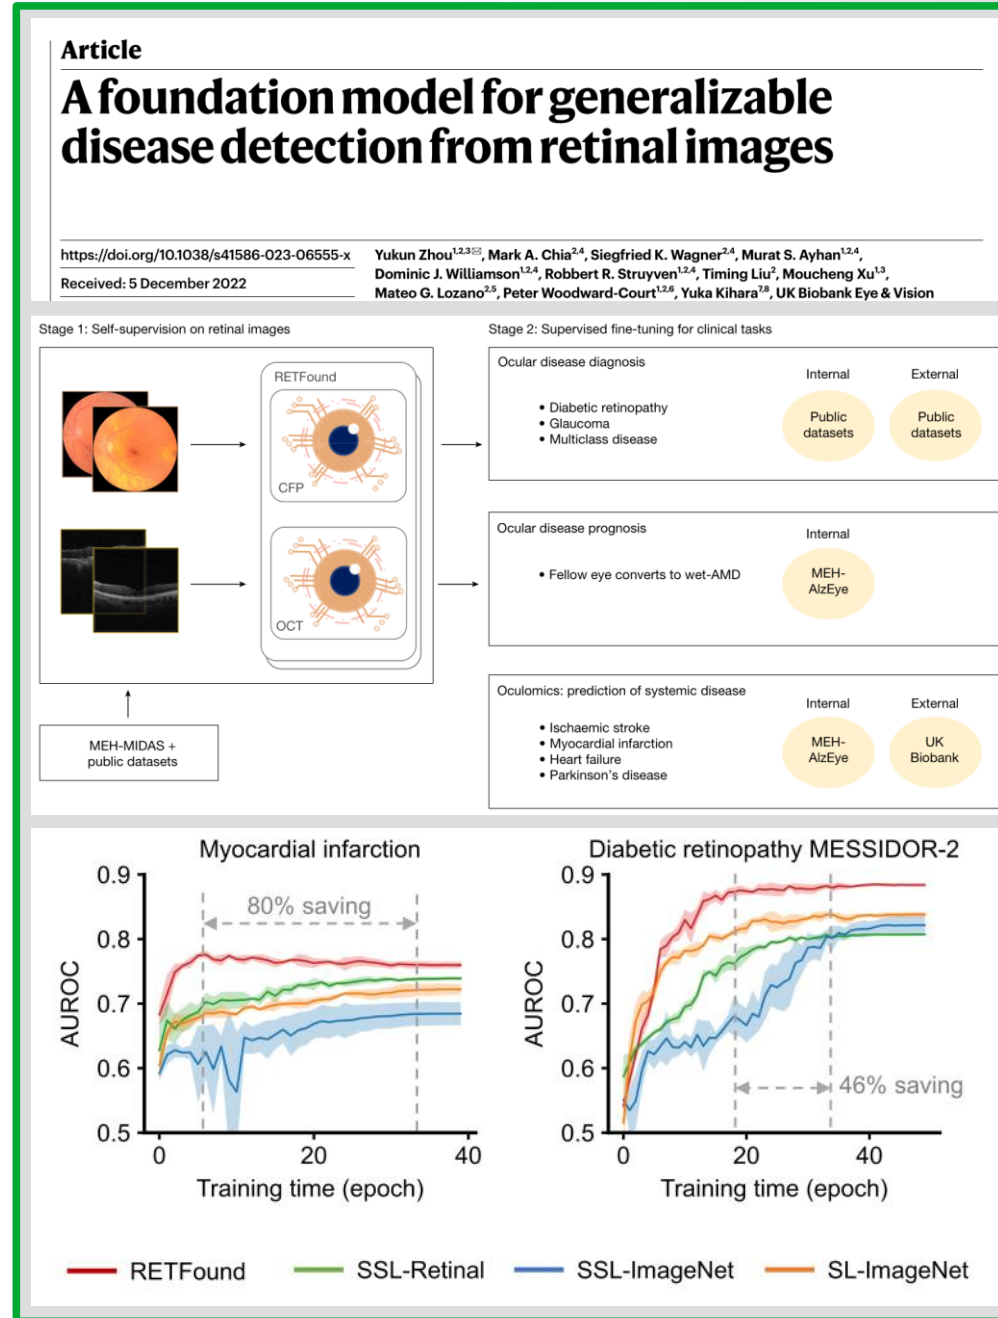 Article
A foundation model for generalizable
disease detection from retinal images
https://doi.org/10.1038/s41586-023-06555-x
Received: 5 December 2022
Yukun Zhou1,2,3✉, Mark A. Chia2,4, Siegfried K. Wagner2,4, Murat S. Ayhan1,2,4,
Dominic J. Williamson1,2,4, Robbert R. Struyven1,2,4, Timing Liu2, Moucheng Xu1,3,
Mateo G. Lozano2,5, Peter Woodward-Court1,2,6, Yuka Kihara7,8, UK Biobank Eye & Vision
Stage 1: Self-supervision on retinal images
RETFound
CFP
OCT
MEH-MIDAS +
public datasets
Stage 2: Supervised fine-tuning for clinical tasks
Ocular disease diagnosis
• Diabetic retinopathy
• Glaucoma
• Multiclass disease
Internal
Public
datasets
External
Public
datasets
Ocular disease prognosis
• Fellow eye converts to wet-AMD
Internal
MEH-
AlzEye
Oculomics: prediction of systemic disease
• Ischaemic stroke
• Myocardial infarction
• Heart failure
• Parkinson's disease
Internal
MEH-
AlzEye
External
UK
Biobank
Myocardial infarction
80% saving
0.9
0.8
0.7
0.6
0.5
AUROC
0 20 40
Training time (epoch)
Diabetic retinopathy MESSIDOR-2
0.9
0.8
0.7
0.6
0.5
AUROC
46% saving
0 20 40
Training time (epoch)
RETFound SSL-Retinal SSL-ImageNet SL-ImageNet